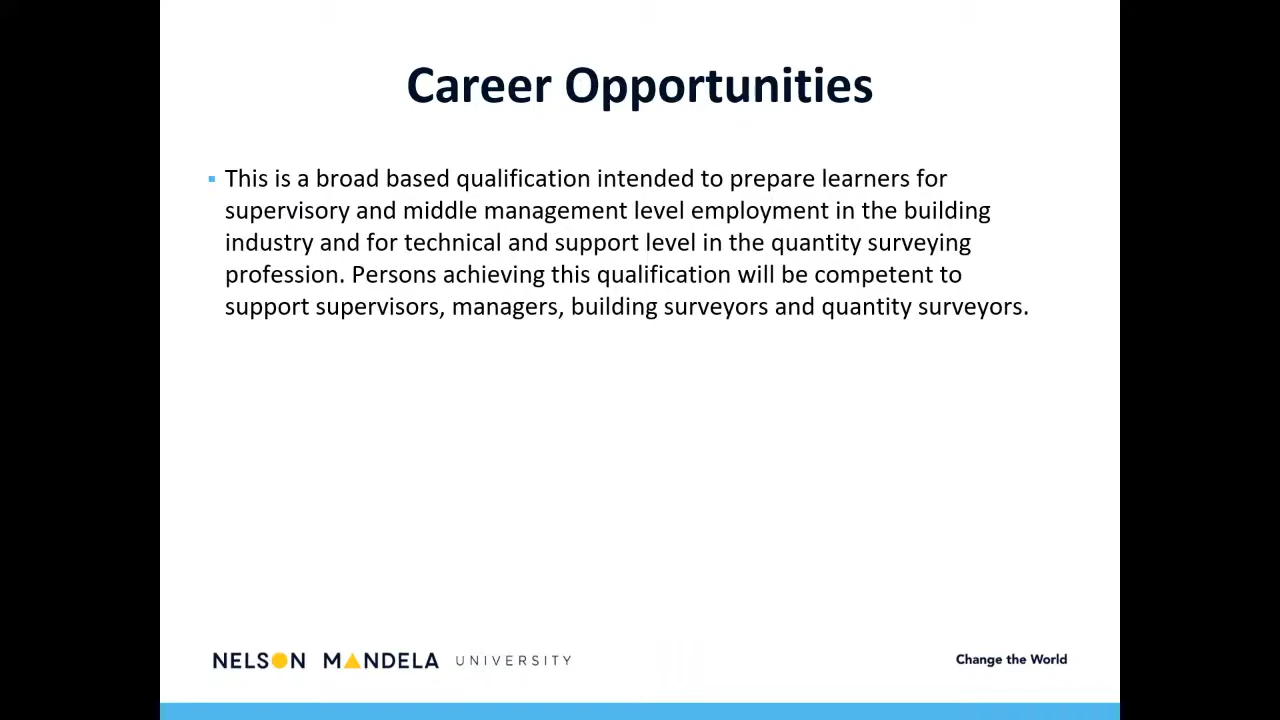 Career Opportunities
This is a broad based qualification intended to prepare learners for
supervisory and middle management level employment in the building
industry and for technical and support level in the quantity surveying
profession. Persons achieving this qualification will be competent to
support supervisors, managers, building surveyors and quantity surveyors.
NELSON MANDELA UNIVERSITY
Change the World